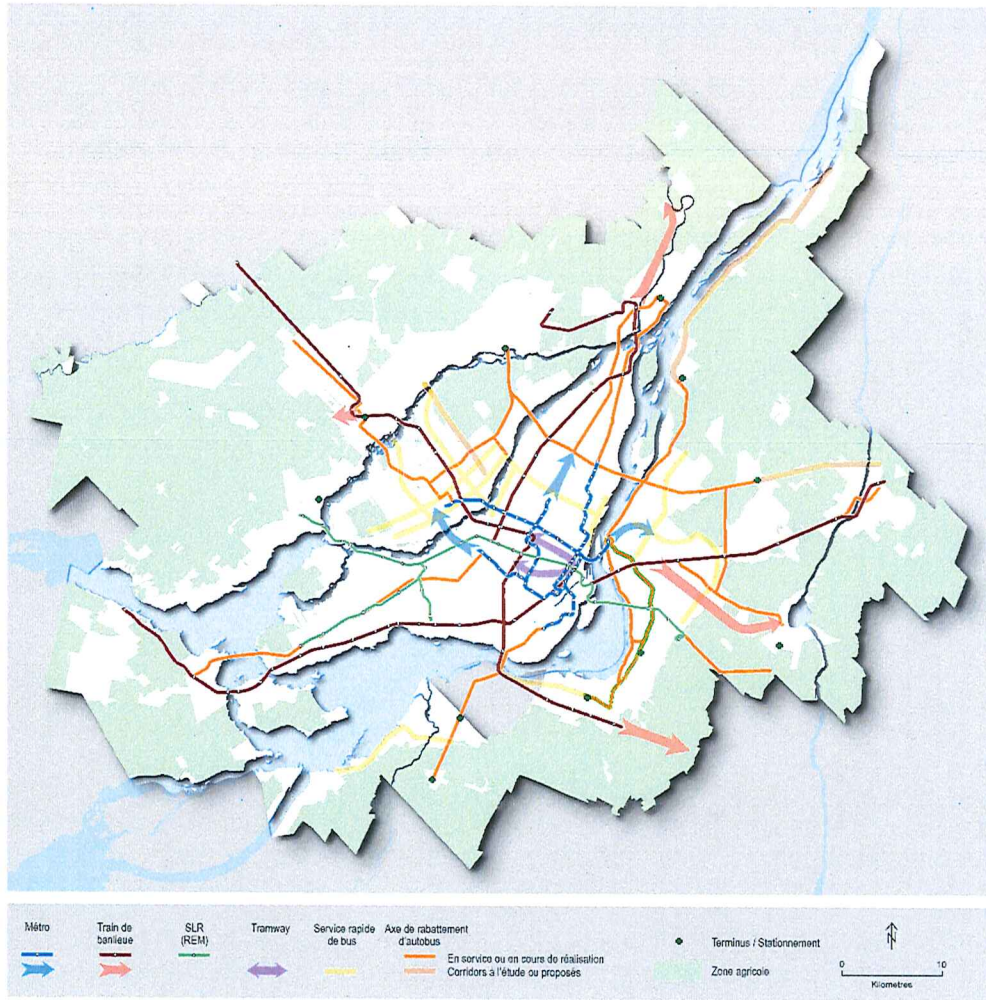 Métro
Train de
banlieue
SLR
(REM)
Tramway
Service rapide
de bus
Axe de rabattement
d'autobus
En service ou en cours de réalisation
Corridors à l'étude ou proposés
Terminus / Stationnement
Zone agricole
N
0 10
Kilometres